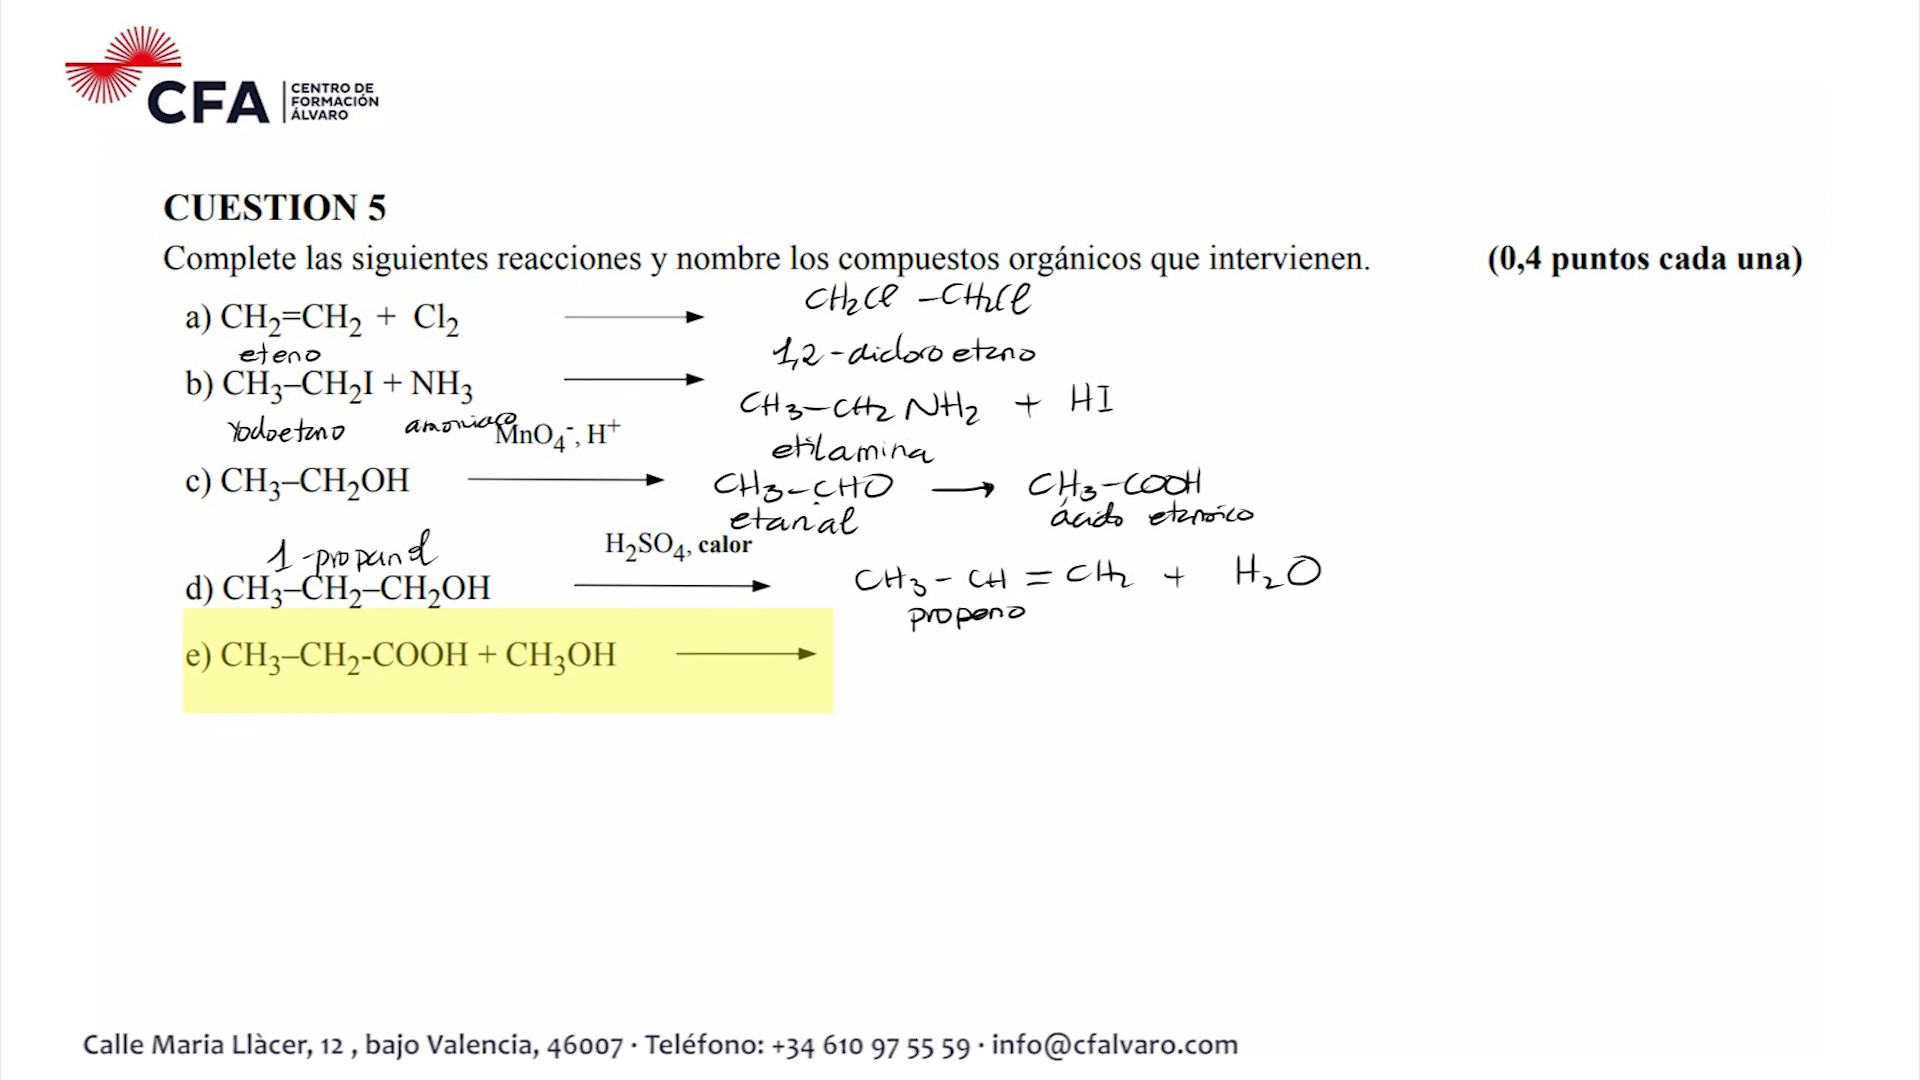 CFA
CENTRO DE
FORMACIÓN
ÁLVARO
CUESTION 5
Complete las siguientes reacciones y nombre los compuestos orgánicos que intervienen. (0,4 puntos cada una)
a) CH₂=CH₂ + Cl₂ CH₂Cl -CH₂Cl
eteno 1,2-dicloroetano
b) CH₃–CH₂I + NH₃ CH₃-CH₂NH₂ + HI
Yodoetano amoniaco MnO₄⁻, H⁺ etilamina
c) CH₃–CH₂OH CH₃-CHO → CH₃-COOH
etanal ácido etanoico
1-propanol H₂SO₄, calor
d) CH₃–CH₂–CH₂OH CH₃-CH=CH₂ + H₂O
propeno
e) CH₃–CH₂-COOH + CH₃OH
Calle Maria Llàcer, 12 , bajo Valencia, 46007 · Teléfono: +34 610 97 55 59 · info@cfalvaro.com